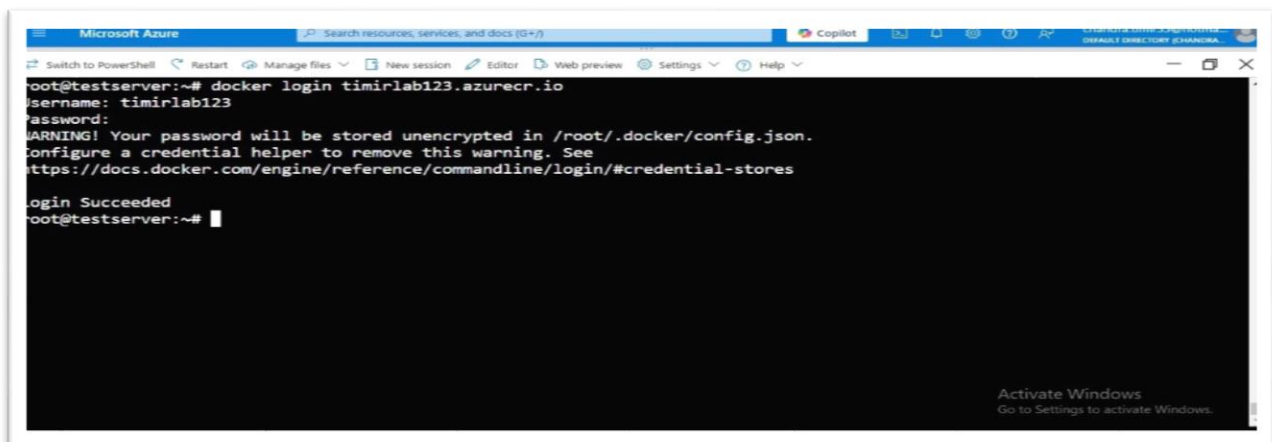 Microsoft Azure
Search resources, services, and docs (G+/)
Copilot
DEFAULT DIRECTORY (CHANDRA...
Switch to PowerShell Restart Manage files New session Editor Web preview Settings Help
root@testserver:~# docker login timirlab123.azurecr.io
Username: timirlab123
Password:
WARNING! Your password will be stored unencrypted in /root/.docker/config.json.
Configure a credential helper to remove this warning. See
https://docs.docker.com/engine/reference/commandline/login/#credential-stores
Login Succeeded
root@testserver:~#
Activate Windows
Go to Settings to activate Windows.